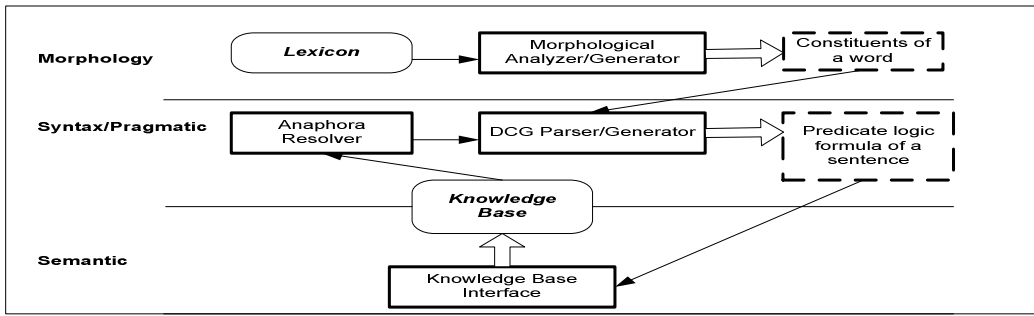 Morphology
Lexicon
Morphological
Analyzer/Generator
Constituents of
a word
Syntax/Pragmatic
Anaphora
Resolver
DCG Parser/Generator
Predicate logic
formula of a
sentence
Knowledge
Base
Semantic
Knowledge Base
Interface